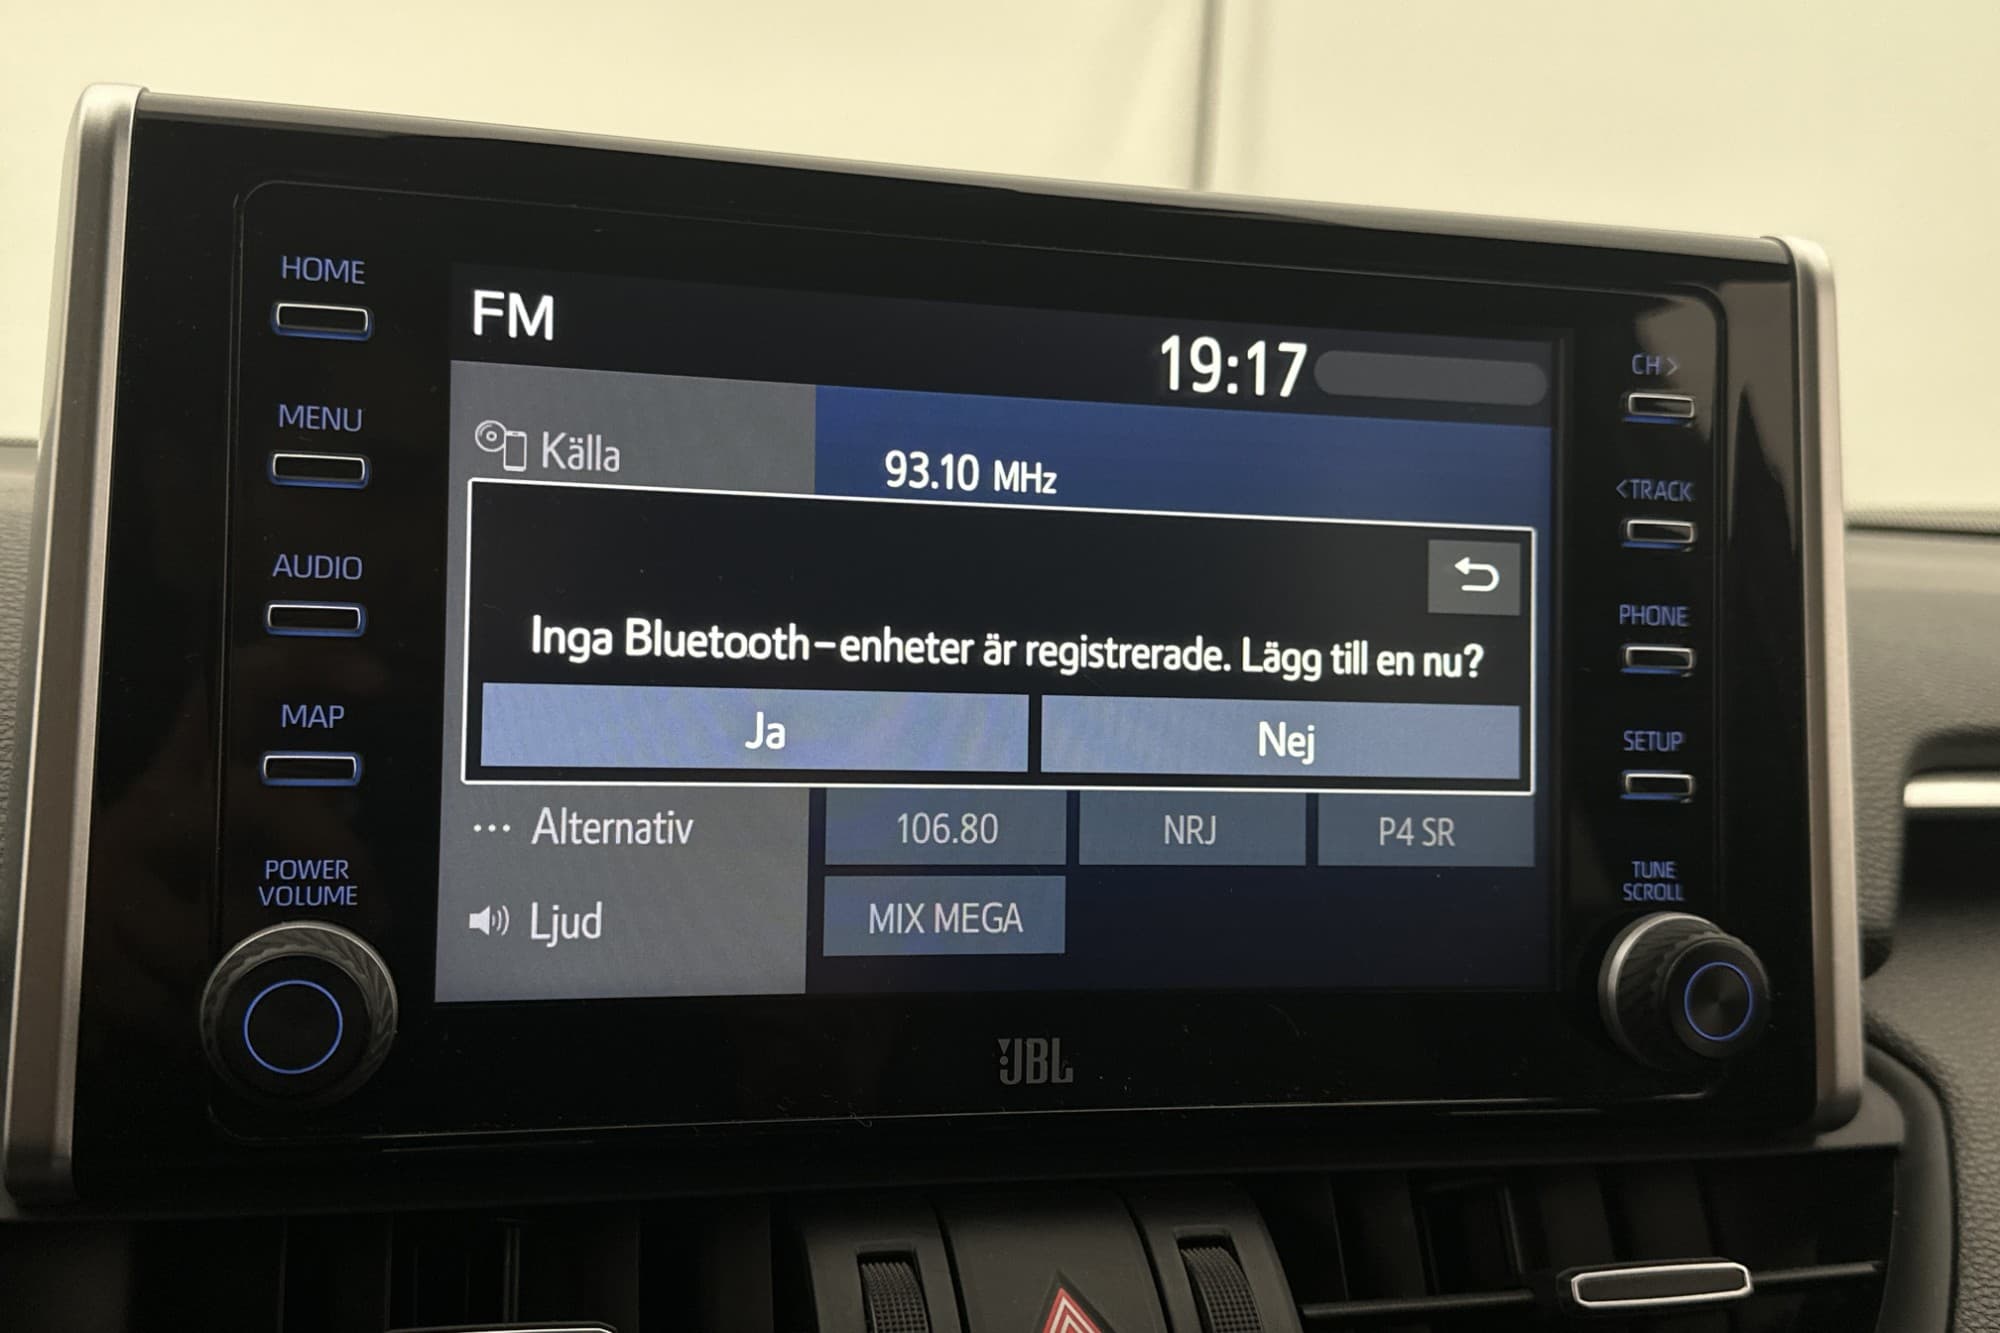 HOME
MENU
AUDIO
MAP
POWER
VOLUME
FM
19:17
Källa
93.10 MHz
Inga Bluetooth-enheter är registrerade. Lägg till en nu?
Ja
Nej
... Alternativ
106.80
NRJ
P4 SR
Ljud
MIX MEGA
CH >
<TRACK
PHONE
SETUP
TUNE
SCROLL
JBL